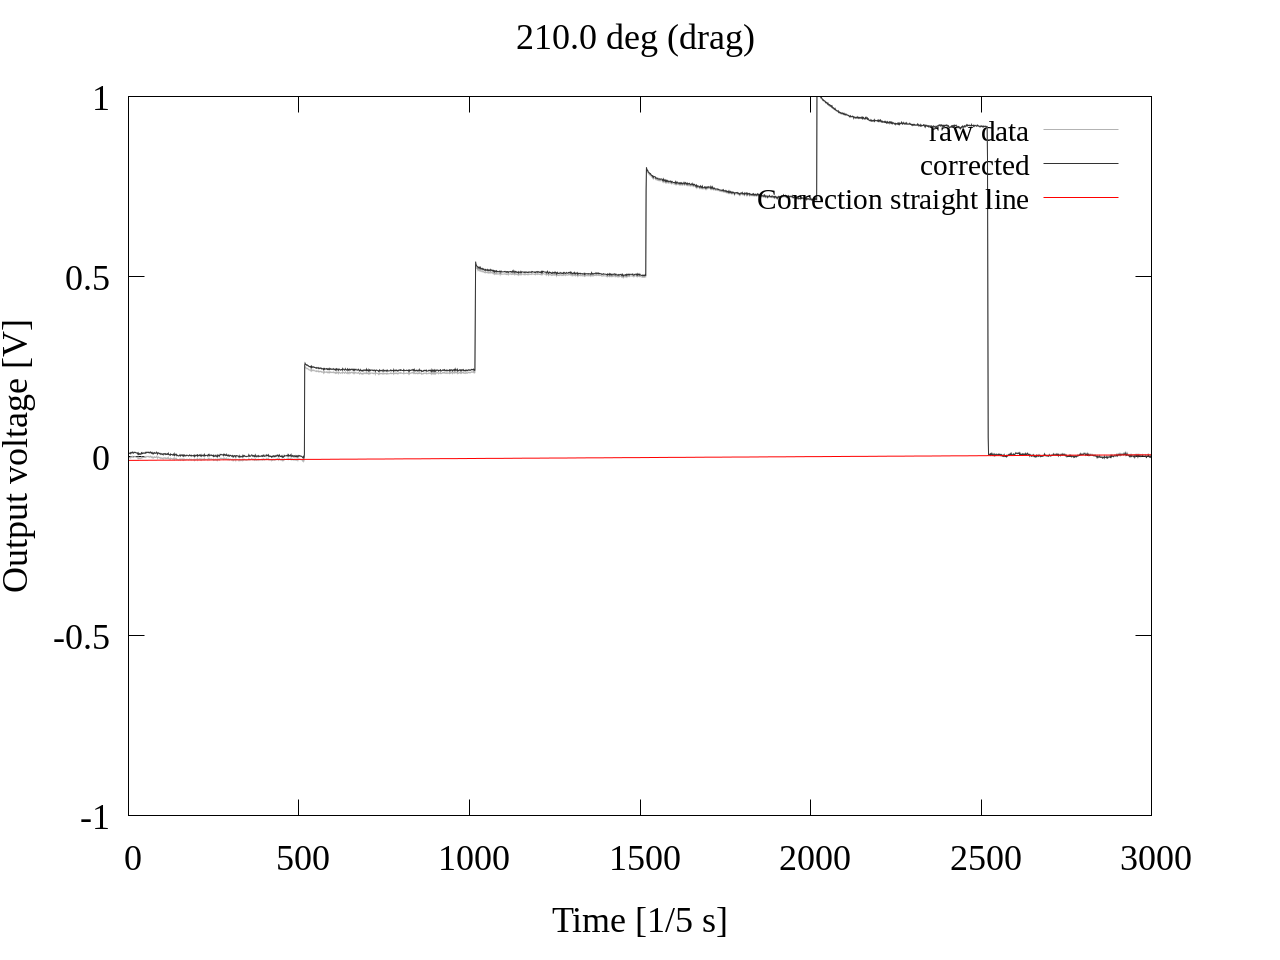 210.0 deg (drag)
1
0.5
0
-0.5
-1
Output voltage [V]
raw data
corrected
Correction straight line
0 500 1000 1500 2000 2500 3000
Time [1/5 s]